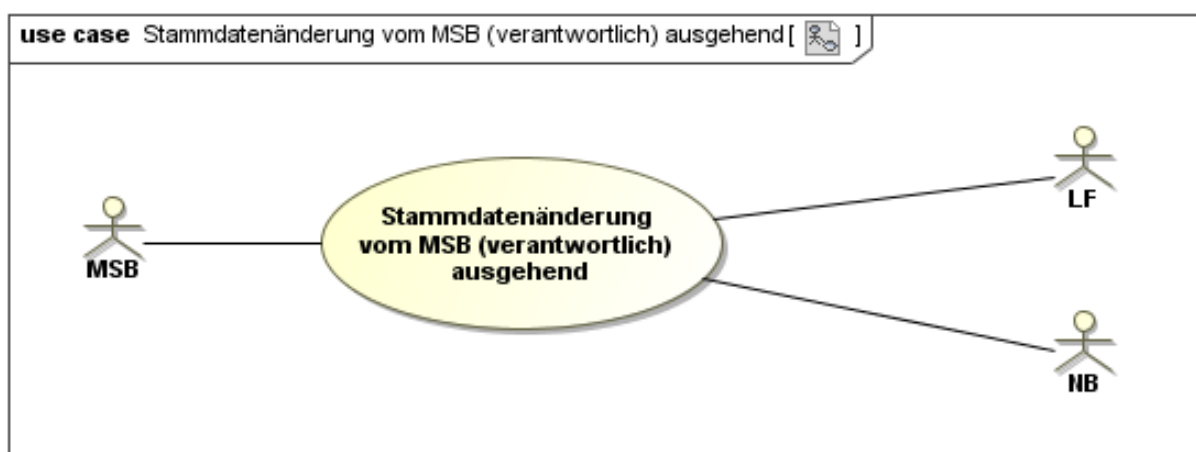 use case Stammdatenänderung vom MSB (verantwortlich) ausgehend [ ]
LF
Stammdatenänderung
vom MSB (verantwortlich)
ausgehend
MSB
NB